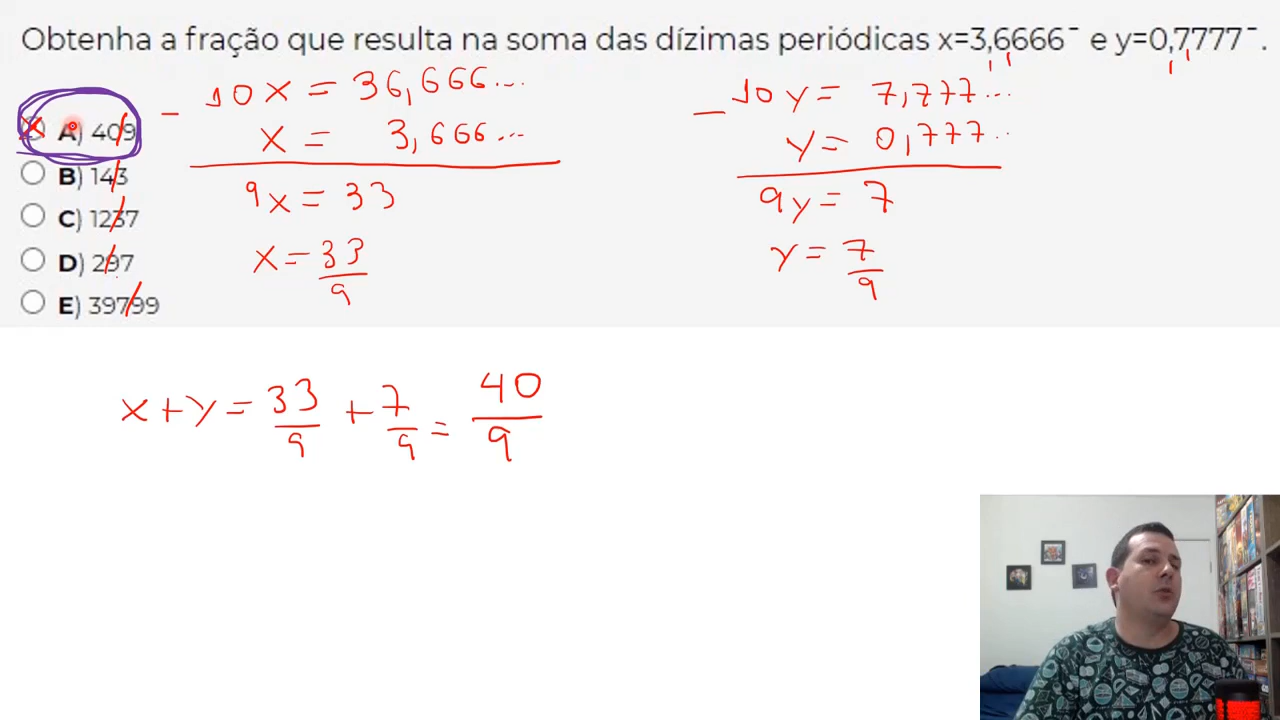 Obtenha a fração que resulta na soma das dízimas periódicas x=3,6666¯ e y=0,7777¯.
A) 40/9
B) 14/3
C) 12/37
D) 2/97
E) 397/99
- 10x = 36,666...
x = 3,666...
9x = 33
x = 33/9
- 10y = 7,777...
y = 0,777...
9y = 7
y = 7/9
x + y = 33/9 + 7/9 = 40/9